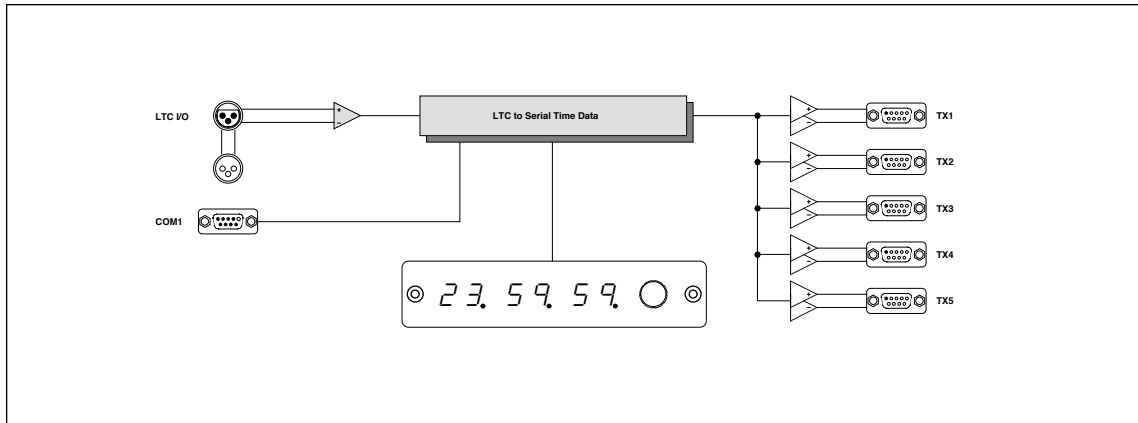 LTC I/O
+
−
LTC to Serial Time Data
COM1
23. 59. 59.
+
−
TX1
+
−
TX2
+
−
TX3
+
−
TX4
+
−
TX5